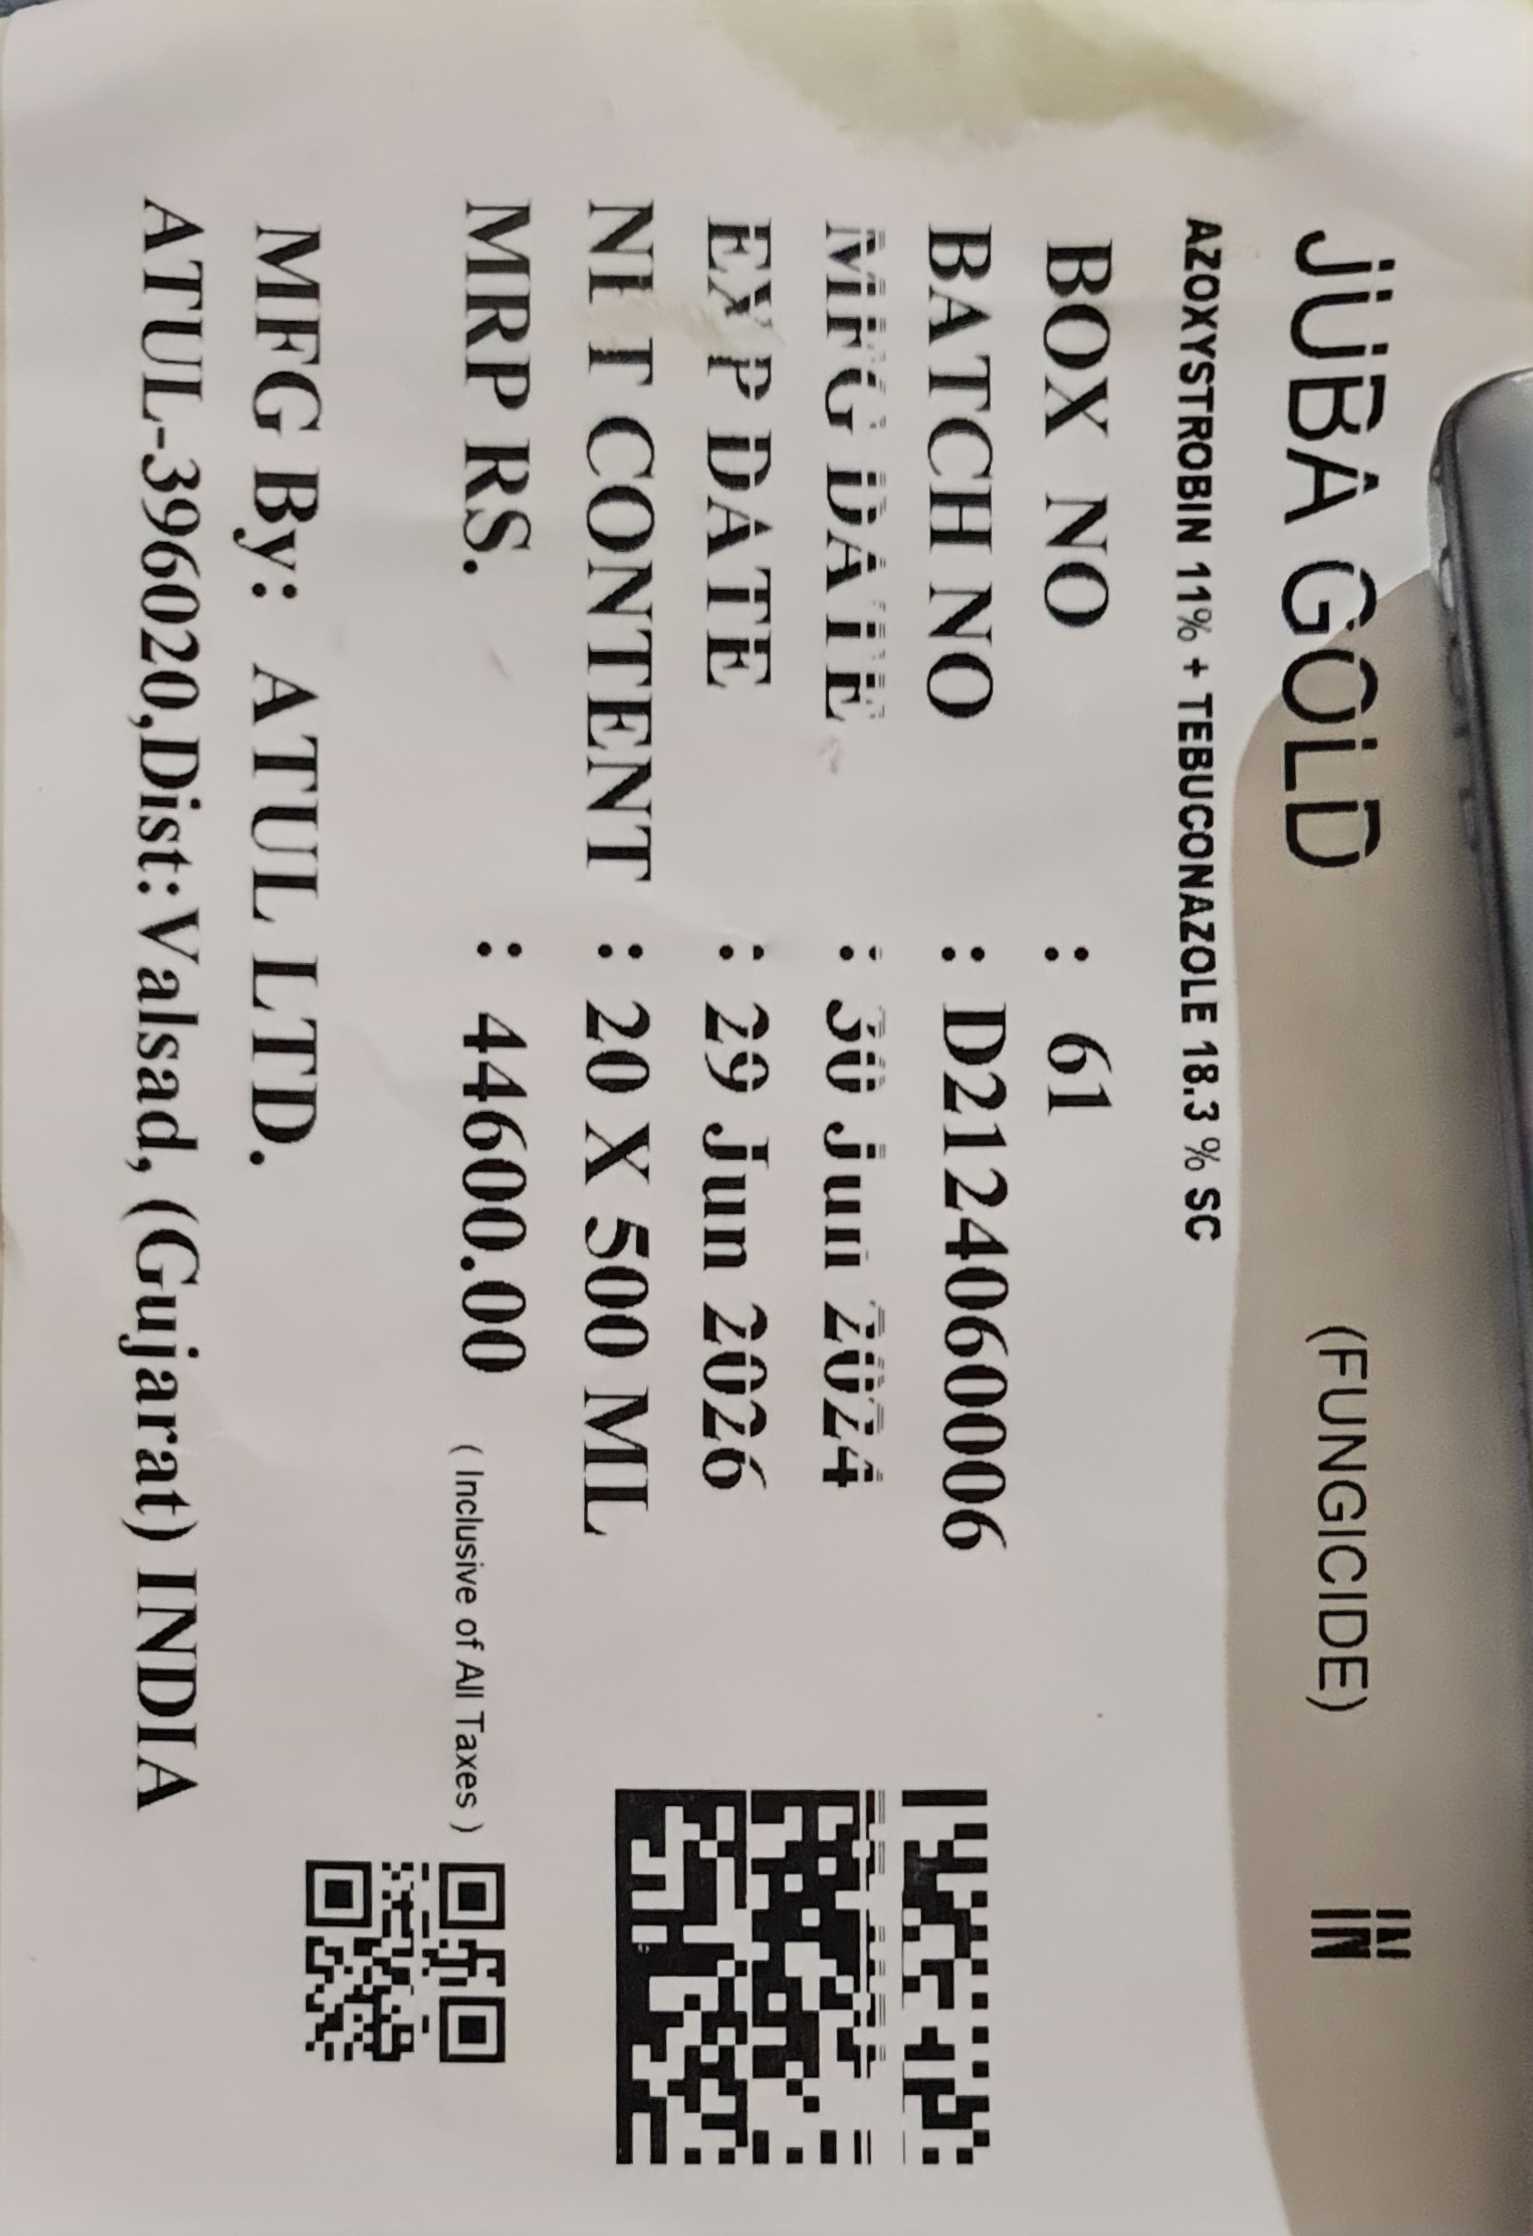 JUBA GOLD (FUNGICIDE) IN
AZOXYSTROBIN 11% + TEBUCONAZOLE 18.3 % SC
BOX NO : 61
BATCH NO : D2124060006
MFG DATE : 30 Jun 2024
EXP DATE : 29 Jun 2026
NET CONTENT : 20 X 500 ML
MRP RS. : 44600.00 ( Inclusive of All Taxes )
MFG By: ATUL LTD.
ATUL-396020,Dist:Valsad, (Gujarat) INDIA